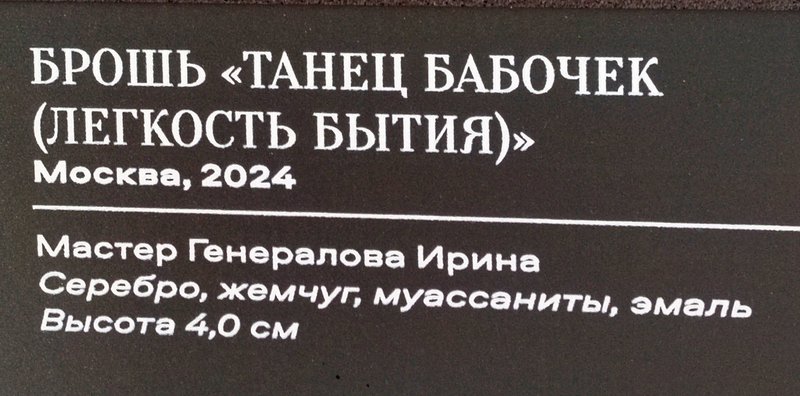 БРОШЬ «ТАНЕЦ БАБОЧЕК
(ЛЕГКОСТЬ БЫТИЯ)»
Москва, 2024
Мастер Генералова Ирина
Серебро, жемчуг, муассаниты, эмаль
Высота 4,0 см